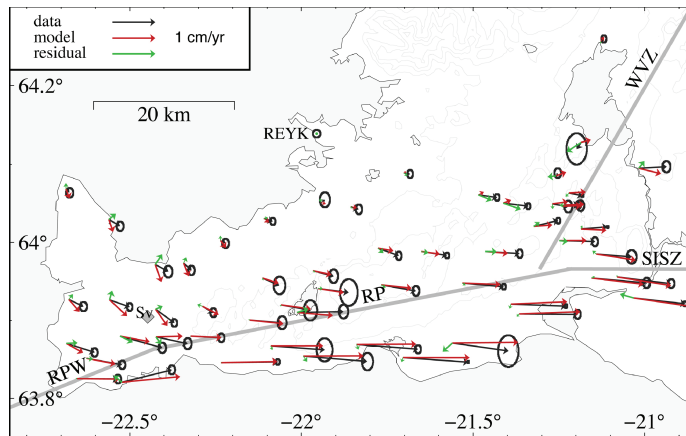 data
model 1 cm/yr
residual
WVZ
64.2°
20 km
REYK
64°
SISZ
RP
Sv
RPW
63.8°
−22.5 −22 −21.5 −21